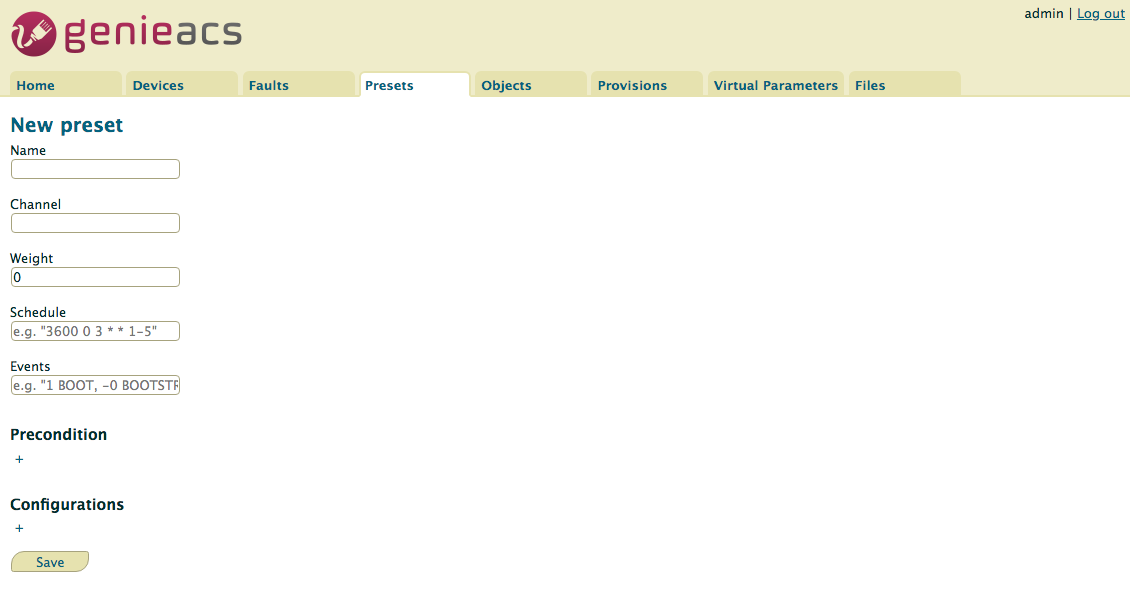 genieacs
admin | Log out
Home Devices Faults Presets Objects Provisions Virtual Parameters Files
New preset
Name
Channel
Weight
0
Schedule
e.g. "3600 0 3 * * 1-5"
Events
e.g. "1 BOOT, -0 BOOTSTR
Precondition
+
Configurations
+
Save